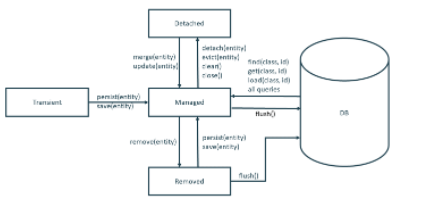 Detached
merge(entity)
update(entity)
detach(entity)
evict(entity)
clear()
close()
find(class, id)
get(class, id)
load(class, id)
all queries
Transient
persist(entity)
save(entity)
Managed
flush()
DB
remove(entity)
persist(entity)
save(entity)
Removed
flush()